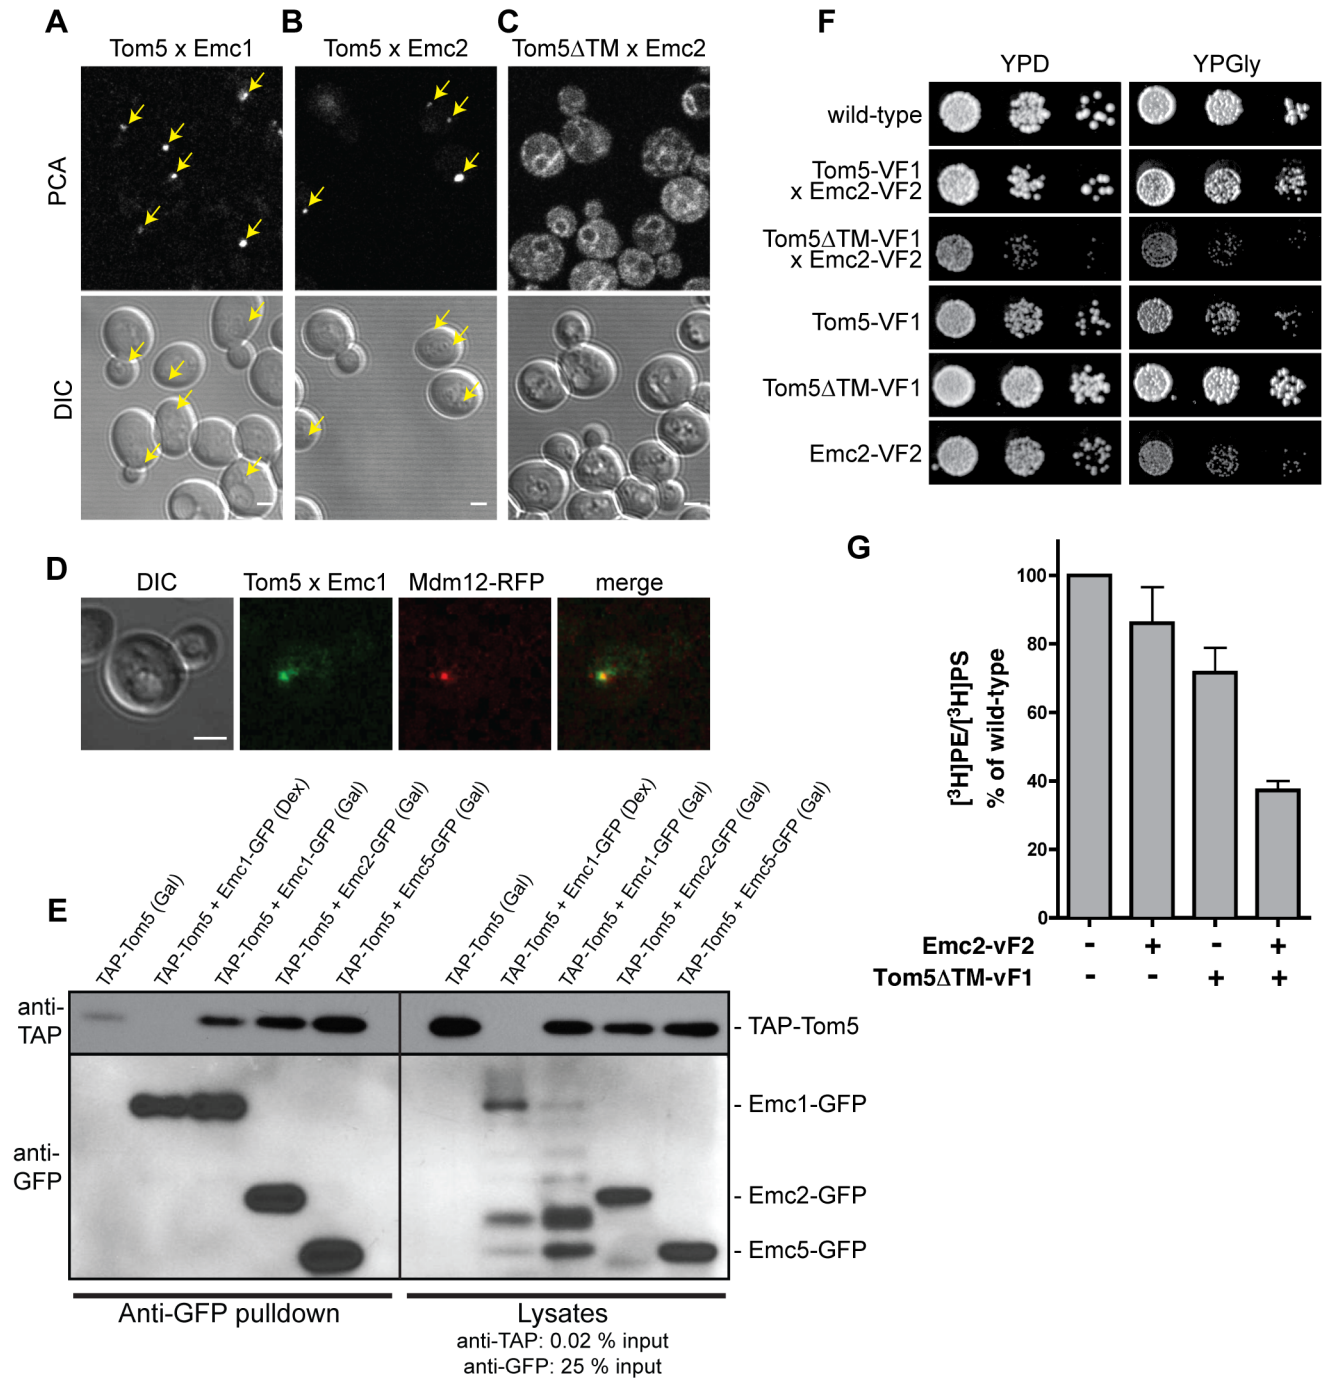 A
Tom5 x Emc1
B
Tom5 x Emc2
C
Tom5ΔTM x Emc2
PCA
DIC
D
DIC
Tom5 x Emc1
Mdm12-RFP
merge
E
TAP-Tom5 (Gal)
TAP-Tom5 + Emc1-GFP (Dex)
TAP-Tom5 + Emc1-GFP (Gal)
TAP-Tom5 + Emc2-GFP (Gal)
TAP-Tom5 + Emc5-GFP (Gal)
TAP-Tom5 (Gal)
TAP-Tom5 + Emc1-GFP (Dex)
TAP-Tom5 + Emc1-GFP (Gal)
TAP-Tom5 + Emc2-GFP (Gal)
TAP-Tom5 + Emc5-GFP (Gal)
anti-
TAP
- TAP-Tom5
anti-
GFP
- Emc1-GFP
- Emc2-GFP
- Emc5-GFP
Anti-GFP pulldown
Lysates
anti-TAP: 0.02 % input
anti-GFP: 25 % input
F
YPD
YPGly
wild-type
Tom5-VF1
x Emc2-VF2
Tom5ΔTM-VF1
x Emc2-VF2
Tom5-VF1
Tom5ΔTM-VF1
Emc2-VF2
G
[³H]PE/[³H]PS
% of wild-type
100
80
60
40
20
0
Emc2-vF2 - + - +
Tom5ΔTM-vF1 - - + +